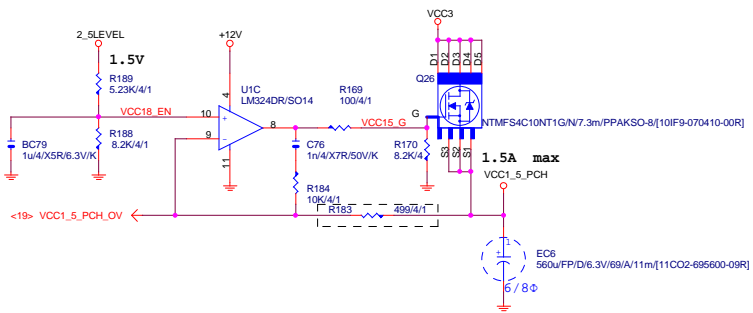 VCC3
2_5LEVEL
+12V
1.5V
D1
D2
D3
D4
D5
R189
5.23K/4/1
U1C
LM324DR/SO14
R169
100/4/1
Q26
4
VCC18_EN
10
+
9
-
8
11
VCC15_G
G
NTMFS4C10NT1G/N/7.3m/PPAKSO-8/[10IF9-070410-00R]
BC79
1u/4/X5R/6.3V/K
R188
8.2K/4/1
C76
1n/4/X7R/50V/K
R170
8.2K/4
S3
S2
S1
1.5A max
VCC1_5_PCH
R184
10K/4/1
<19> VCC1_5_PCH_OV
R183
499/4/1
1
+
EC6
560u/FP/D/6.3V/69/A/11m/[11CO2-695600-09R]
6/8Φ